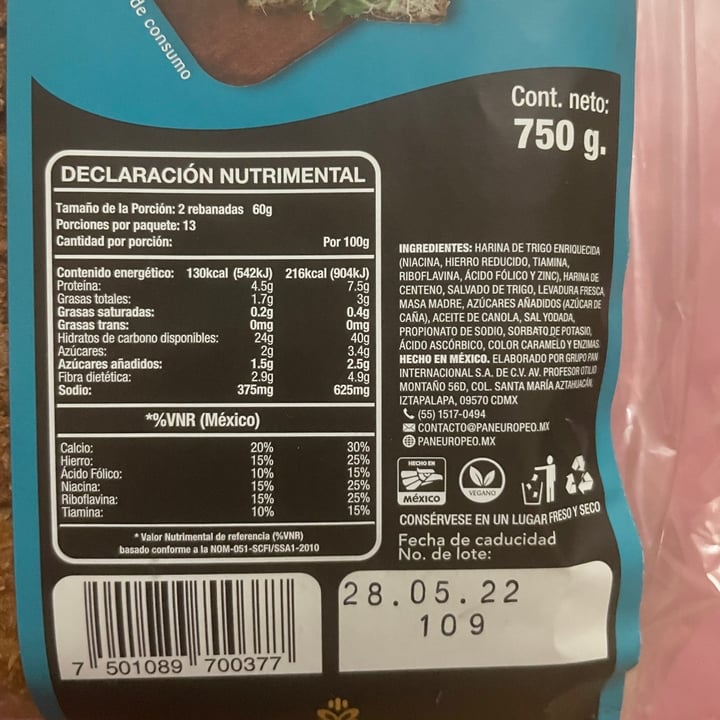 de consumo
Cont. neto:
750 g.
DECLARACIÓN NUTRIMENTAL
Tamaño de la Porción: 2 rebanadas 60g
Porciones por paquete: 13
Cantidad por porción: Por 100g
Contenido energético: 130kcal (542kJ) 216kcal (904kJ)
Proteína: 4.5g 7.5g
Grasas totales: 1.7g 3g
Grasas saturadas: 0.2g 0.4g
Grasas trans: 0mg 0mg
Hidratos de carbono disponibles: 24g 40g
Azúcares: 2g 3.4g
Azúcares añadidos: 1.5g 2.5g
Fibra dietética: 2.9g 4.9g
Sodio: 375mg 625mg
*%VNR (México)
Calcio: 20% 30%
Hierro: 15% 25%
Ácido Fólico: 10% 15%
Niacina: 15% 25%
Riboflavina: 15% 25%
Tiamina: 10% 15%
* Valor Nutrimental de referencia (%VNR)
basado conforme a la NOM-051-SCFI/SSA1-2010
INGREDIENTES: HARINA DE TRIGO ENRIQUECIDA
(NIACINA, HIERRO REDUCIDO, TIAMINA,
RIBOFLAVINA, ÁCIDO FÓLICO Y ZINC), HARINA DE
CENTENO, SALVADO DE TRIGO, LEVADURA FRESCA,
MASA MADRE, AZÚCARES AÑADIDOS (AZÚCAR DE
CAÑA), ACEITE DE CANOLA, SAL YODADA,
PROPIONATO DE SODIO, SORBATO DE POTASIO,
ÁCIDO ASCÓRBICO, COLOR CARAMELO Y ENZIMAS.
HECHO EN MÉXICO. ELABORADO POR GRUPO PAN
INTERNACIONAL S.A. DE C.V. AV. PROFESOR OTILIO
MONTAÑO 56D, COL. SANTA MARÍA AZTAHUACÁN,
IZTAPALAPA, 09570 CDMX
(55) 1517-0494
CONTACTO@PANEUROPEO.MX
PANEUROPEO.MX
HECHO EN
MÉXICO
VEGANO
CONSÉRVESE EN UN LUGAR FRESO Y SECO
Fecha de caducidad
No. de lote:
28.05.22
109
7 501089 700377